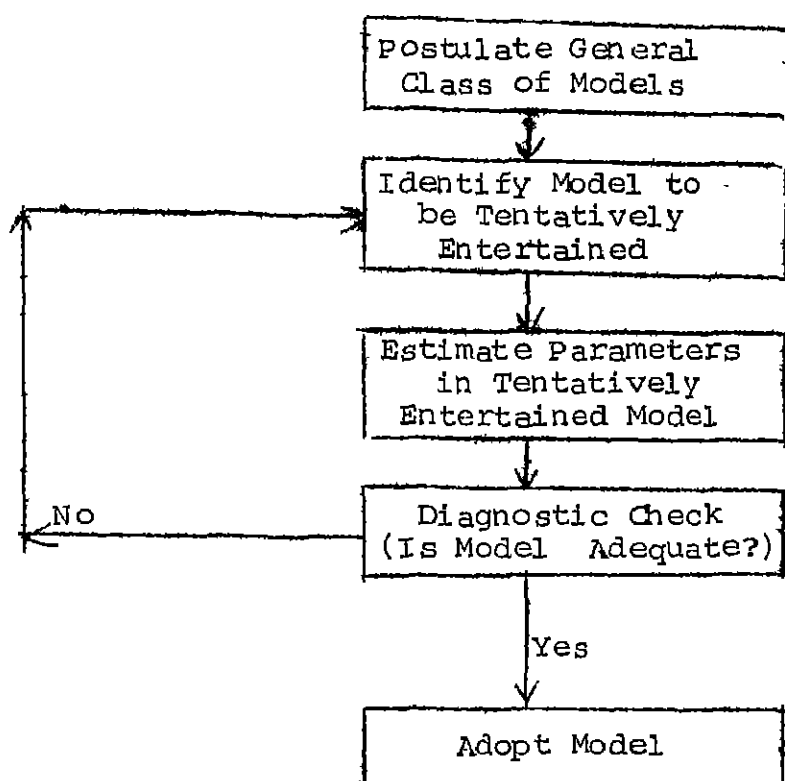 Postulate General
Class of Models
Identify Model to
be Tentatively
Entertained
Estimate Parameters
in Tentatively
Entertained Model
No
Diagnostic Check
(Is Model Adequate?)
Yes
Adopt Model